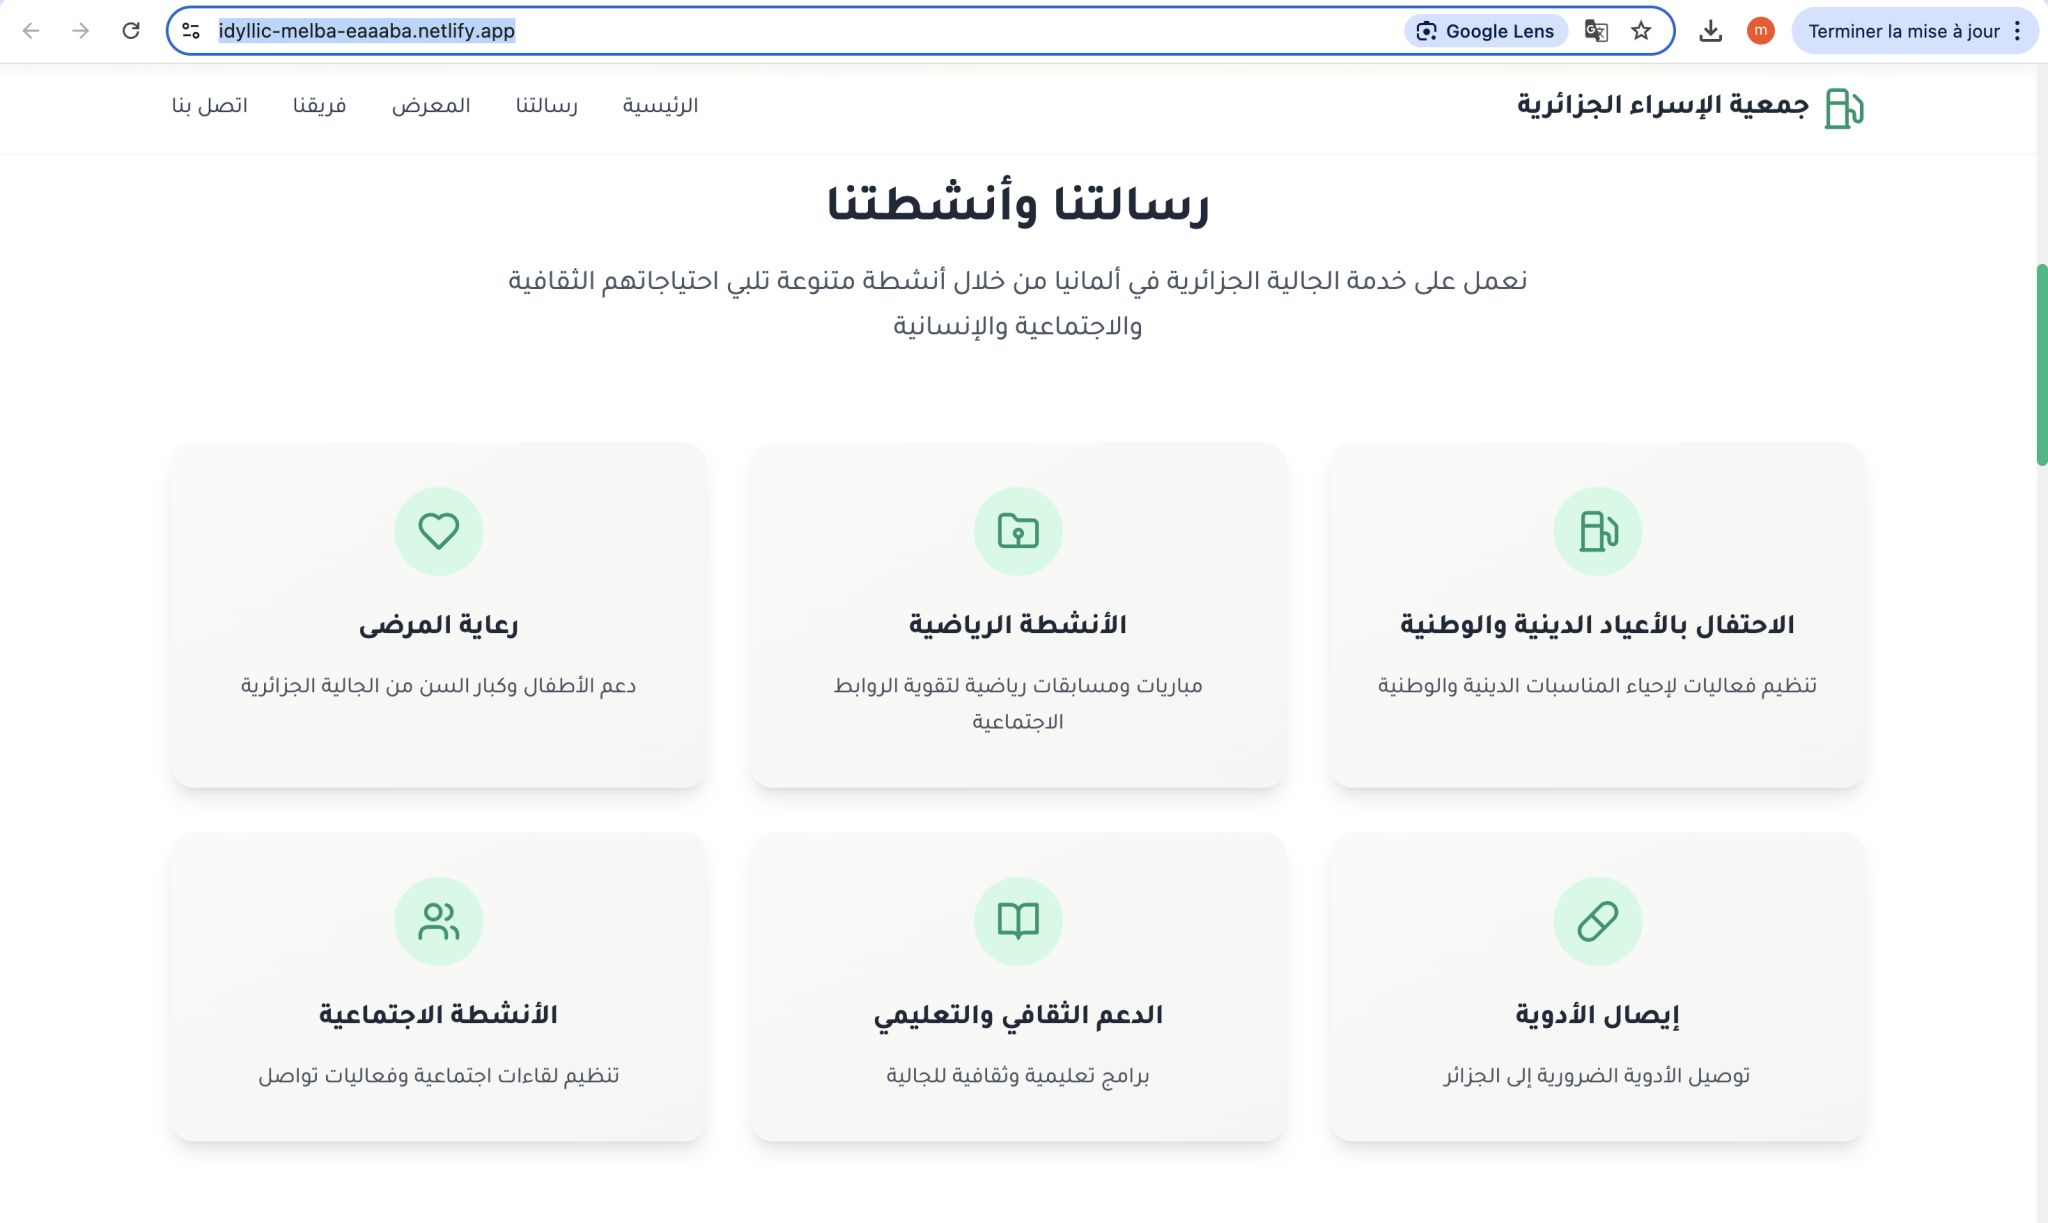 idyllic-melba-eaaaba.netlify.app
Google Lens
m
Terminer la mise à jour
جمعية الإسراء الجزائرية
الرئيسية
رسالتنا
المعرض
فريقنا
اتصل بنا
رسالتنا وأنشطتنا
نعمل على خدمة الجالية الجزائرية في ألمانيا من خلال أنشطة متنوعة تلبي احتياجاتهم الثقافية
والاجتماعية والإنسانية
الاحتفال بالأعياد الدينية والوطنية
تنظيم فعاليات لإحياء المناسبات الدينية والوطنية
الأنشطة الرياضية
مباريات ومسابقات رياضية لتقوية الروابط
الاجتماعية
رعاية المرضى
دعم الأطفال وكبار السن من الجالية الجزائرية
إيصال الأدوية
توصيل الأدوية الضرورية إلى الجزائر
الدعم الثقافي والتعليمي
برامج تعليمية وثقافية للجالية
الأنشطة الاجتماعية
تنظيم لقاءات اجتماعية وفعاليات تواصل